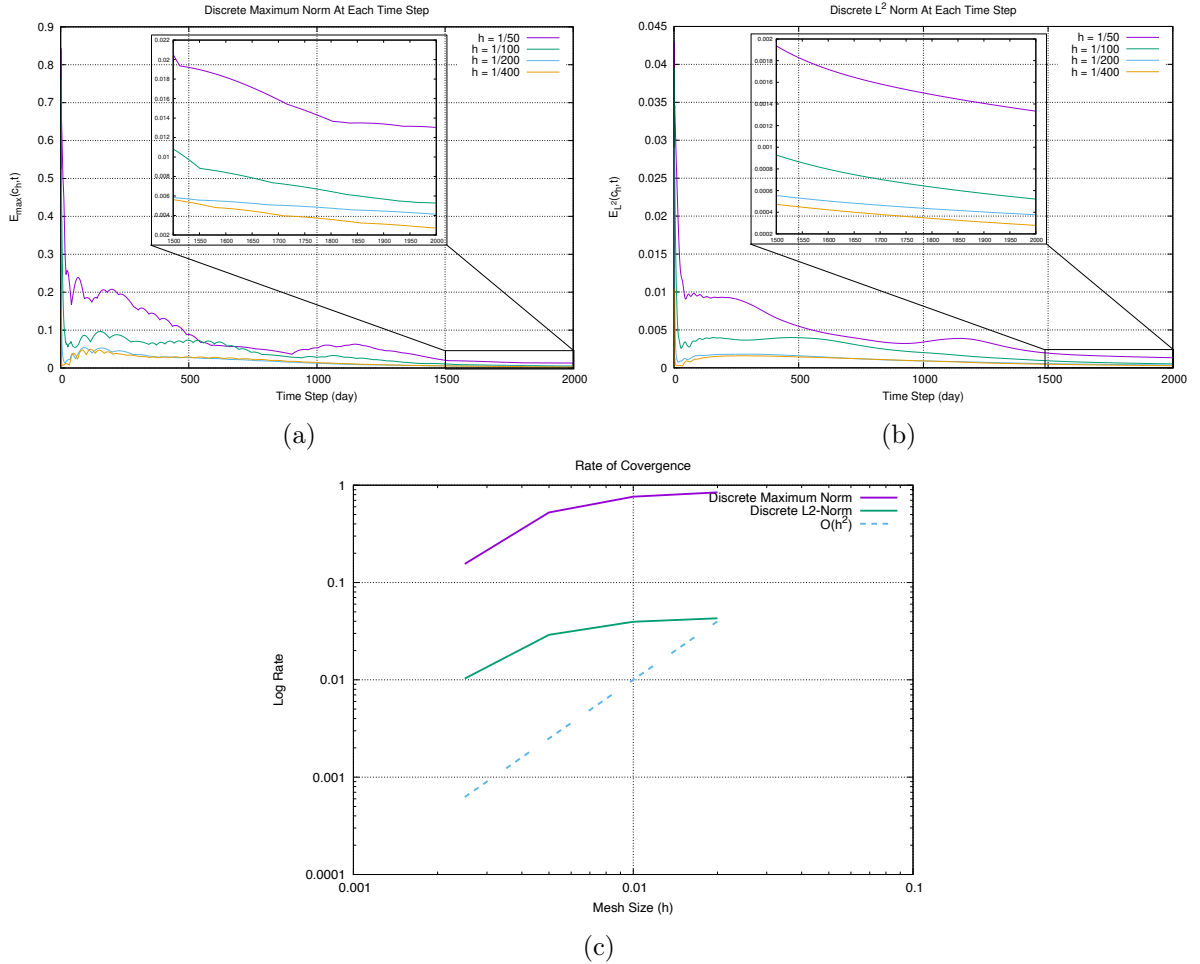 Discrete Maximum Norm At Each Time Step
E_max(c_h,t)
0.9
0.8
0.7
0.6
0.5
0.4
0.3
0.2
0.1
0
h = 1/50
h = 1/100
h = 1/200
h = 1/400
0.022
0.02
0.018
0.016
0.014
0.012
0.01
0.008
0.006
0.004
0.002
1500 1550 1600 1650 1700 1750 1800 1850 1900 1950 2000
0 500 1000 1500 2000
Time Step (day)
(a)
Discrete L² Norm At Each Time Step
E_L²(c_h,t)
0.045
0.04
0.035
0.03
0.025
0.02
0.015
0.01
0.005
0
h = 1/50
h = 1/100
h = 1/200
h = 1/400
0.002
0.0018
0.0016
0.0014
0.0012
0.001
0.0008
0.0006
0.0004
0.0002
1500 1550 1600 1650 1700 1750 1800 1850 1900 1950 2000
0 500 1000 1500 2000
Time Step (day)
(b)
Rate of Covergence
Log Rate
1
0.1
0.01
0.001
0.0001
Discrete Maximum Norm
Discrete L2-Norm
O(h²)
0.001 0.01 0.1
Mesh Size (h)
(c)